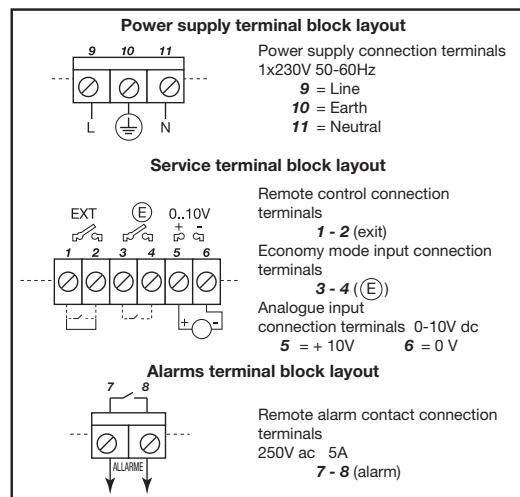 Power supply terminal block layout
9 10 11
L N
Power supply connection terminals
1x230V 50-60Hz
9 = Line
10 = Earth
11 = Neutral
Service terminal block layout
EXT E 0..10V
+ -
1 2 3 4 5 6
+ -
Remote control connection
terminals
1 - 2 (exit)
Economy mode input connection
terminals
3 - 4 (E)
Analogue input
connection terminals 0-10V dc
5 = + 10V 6 = 0 V
Alarms terminal block layout
7 8
ALLARME
Remote alarm contact connection
terminals
250V ac 5A
7 - 8 (alarm)